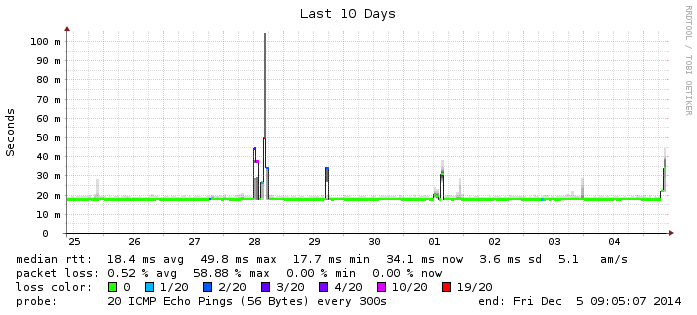 Last 10 Days
RRDTOOL / TOBI OETIKER
Seconds
100 m
90 m
80 m
70 m
60 m
50 m
40 m
30 m
20 m
10 m
0
25 26 27 28 29 30 01 02 03 04
median rtt: 18.4 ms avg 49.8 ms max 17.7 ms min 34.1 ms now 3.6 ms sd 5.1 am/s
packet loss: 0.52 % avg 58.88 % max 0.00 % min 0.00 % now
loss color: 0 1/20 2/20 3/20 4/20 10/20 19/20
probe: 20 ICMP Echo Pings (56 Bytes) every 300s end: Fri Dec 5 09:05:07 2014